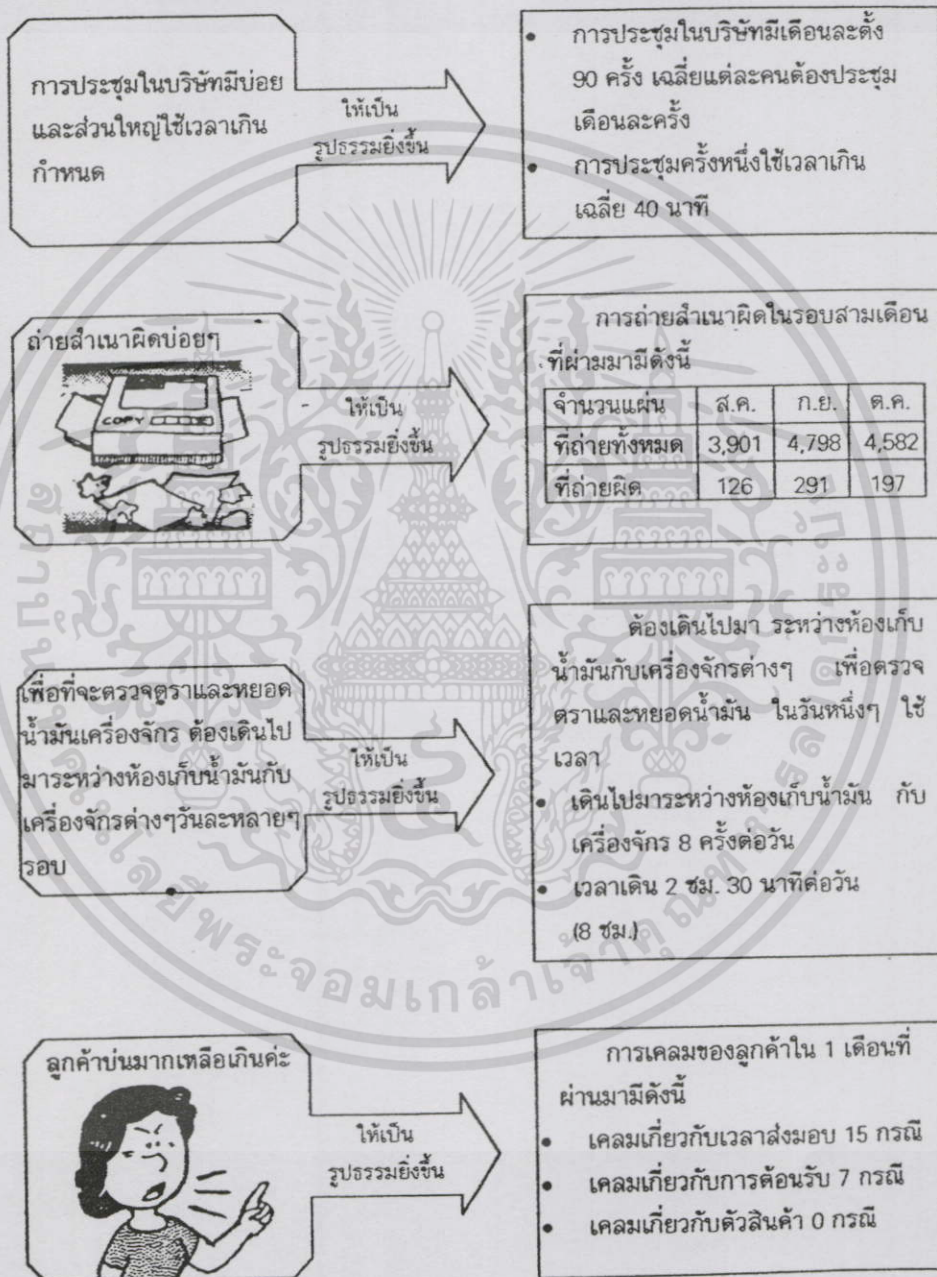 การประชุมในบริษัทมีบ่อย
และส่วนใหญ่ใช้เวลาเกิน
กำหนด
ให้เป็น
รูปธรรมยิ่งขึ้น
• การประชุมในบริษัทมีเดือนละตั้ง
90 ครั้ง เฉลี่ยแต่ละคนต้องประชุม
เดือนละครั้ง
• การประชุมครั้งหนึ่งใช้เวลาเกิน
เฉลี่ย 40 นาที
ถ่ายสำเนาผิดบ่อยๆ
COPY
ให้เป็น
รูปธรรมยิ่งขึ้น
การถ่ายสำเนาผิดในรอบสามเดือน
ที่ผ่ามมามีดังนี้
จำนวนแผ่น ส.ค. ก.ย. ต.ค.
ที่ถ่ายทั้งหมด 3,901 4,798 4,582
ที่ถ่ายผิด 126 291 197
เพื่อที่จะตรวจตูราและหยอด
น้ำมันเครื่องจักร ต้องเดินไป
มาระหว่างห้องเก็บน้ำมันกับ
เครื่องจักรต่างๆวันละหลายๆ
รอบ
ให้เป็น
รูปธรรมยิ่งขึ้น
ต้องเดินไปมา ระหว่างห้องเก็บ
น้ำมันกับเครื่องจักรต่างๆ เพื่อตรวจ
ตราและหยอดน้ำมัน ในวันหนึ่งๆ ใช้
เวลา
• เดินไปมาระหว่างห้องเก็บน้ำมัน กับ
เครื่องจักร 8 ครั้งต่อวัน
• เวลาเดิน 2 ชม. 30 นาทีต่อวัน
(8 ชม.)
ลูกค้าบ่นมากเหลือเกินค่ะ
ให้เป็น
รูปธรรมยิ่งขึ้น
การเคลมของลูกค้าใน 1 เดือนที่
ผ่านมามีดังนี้
• เคลมเกี่ยวกับเวลาส่งมอบ 15 กรณี
• เคลมเกี่ยวกับการต้อนรับ 7 กรณี
• เคลมเกี่ยวกับตัวสินค้า 0 กรณี
พระจอมเกล้าเจ้าคุณ